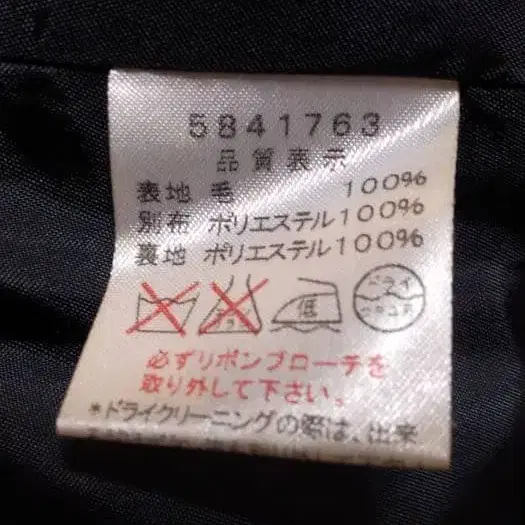 5841763
品質表示
表地 毛 100%
別布 ポリエステル100%
裏地 ポリエステル100%
低 ドライ
必ずリボンブローチを
取り外して下さい。
*ドライクリーニングの際は、出来